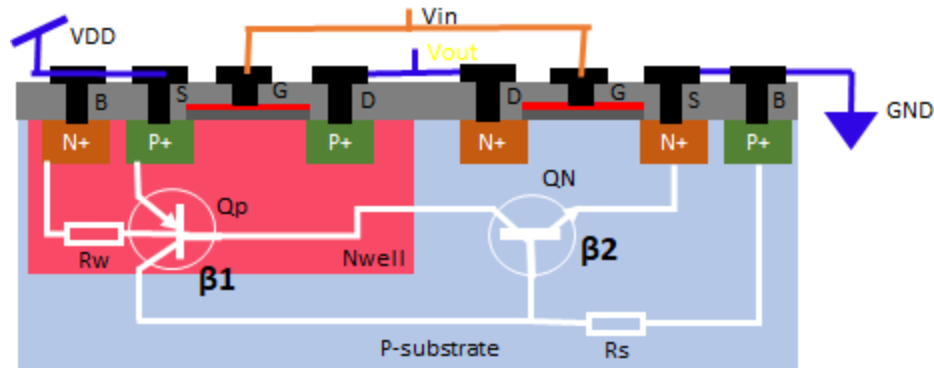 Vin
VDD
Vout
B
S
G
D
D
G
S
B
GND
N+
P+
P+
N+
N+
P+
Qp
QN
Rw
Nwell
β1
β2
P-substrate
Rs